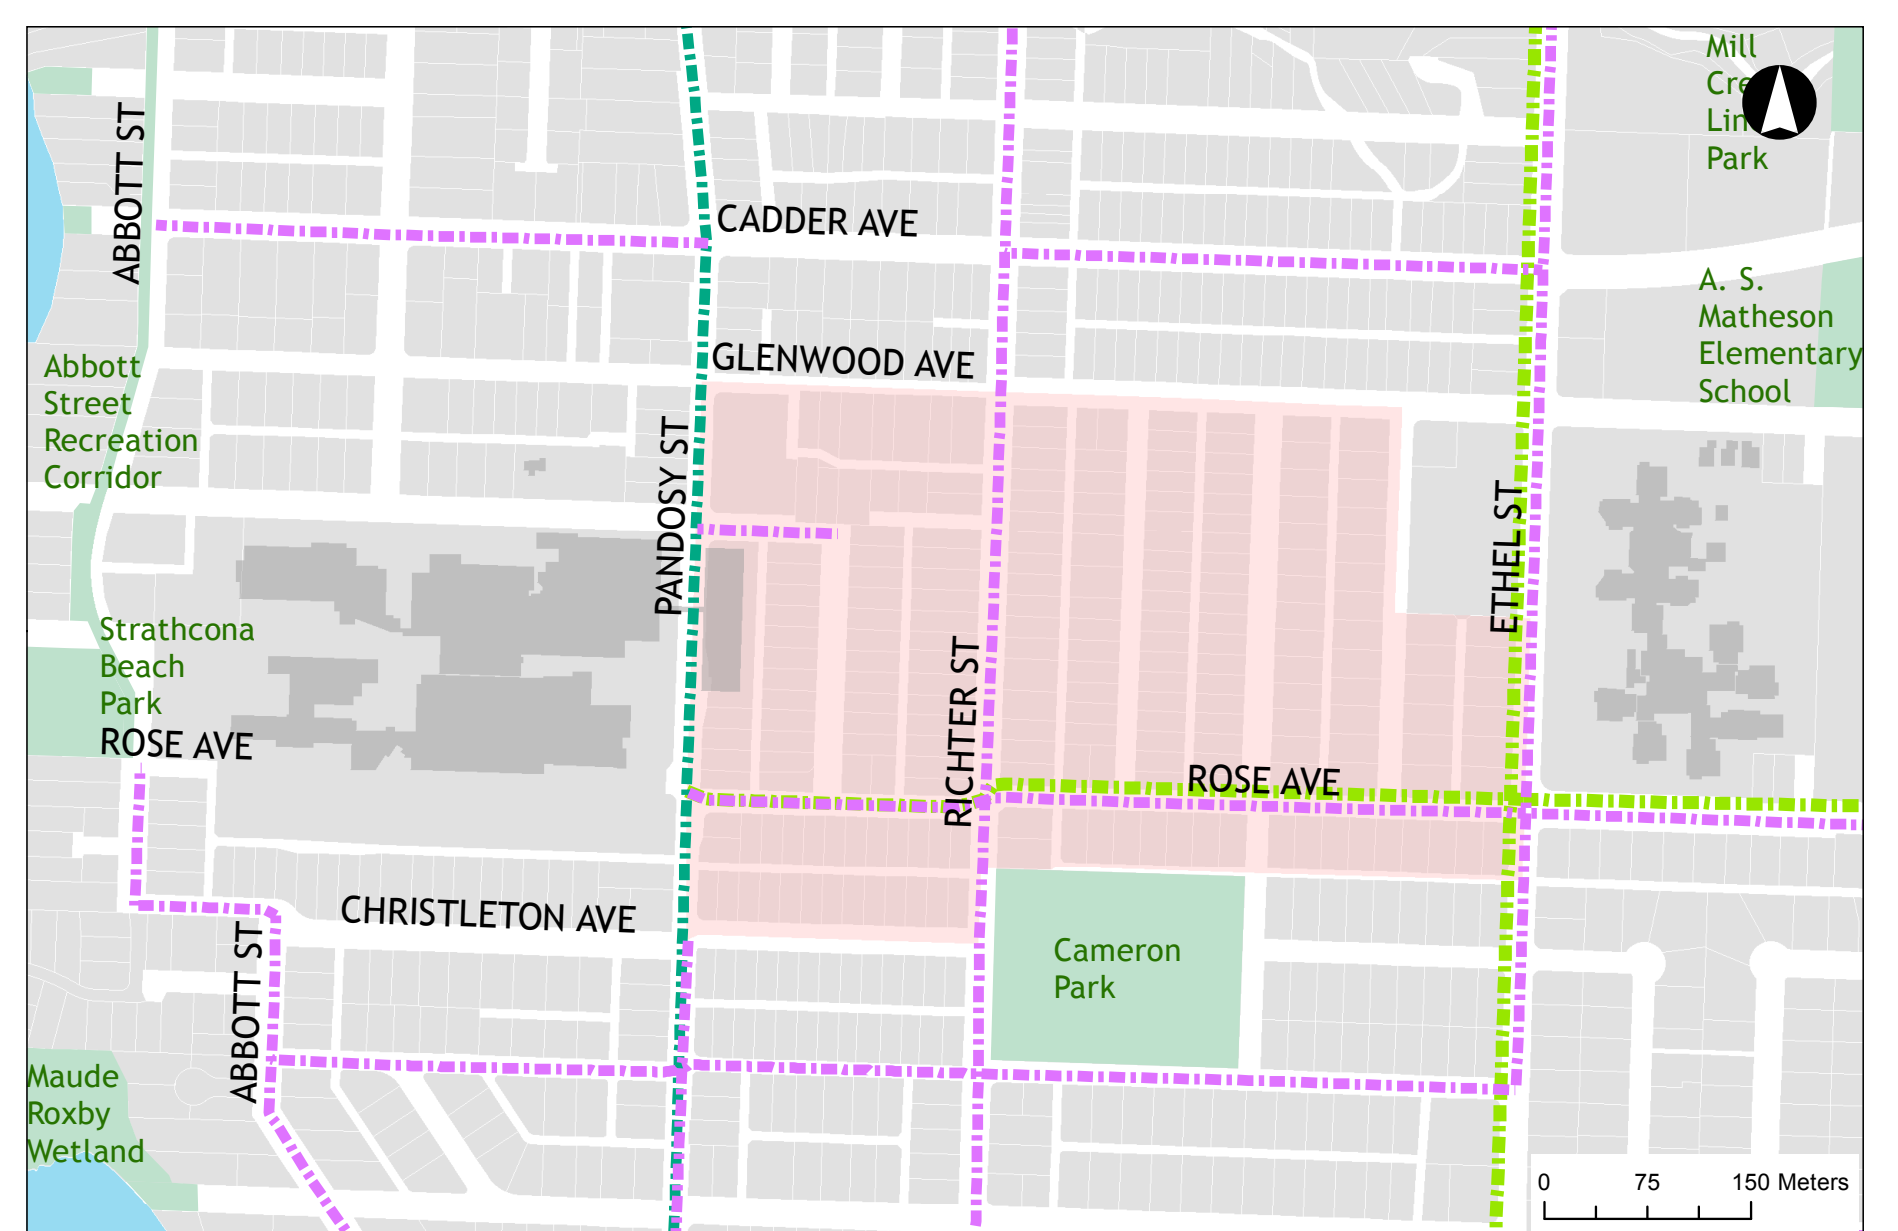 Mill
Cre
Lin
Park
ABBOTT ST
CADDER AVE
A. S.
Matheson
Elementary
School
GLENWOOD AVE
Abbott
Street
Recreation
Corridor
PANDOSY ST
ETHEL ST
Strathcona
Beach
Park
ROSE AVE
RICHTER ST
ROSE AVE
CHRISTLETON AVE
ABBOTT ST
Cameron
Park
Maude
Roxby
Wetland
0 75 150 Meters